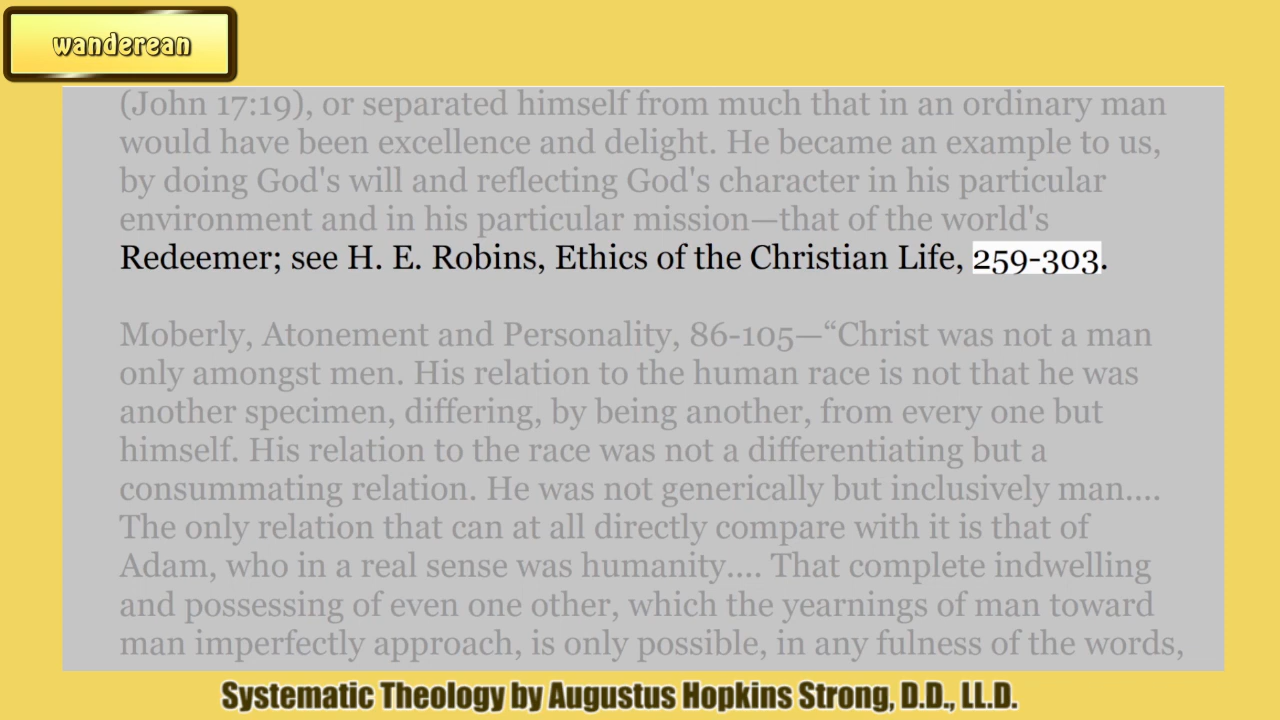 wanderean
(John 17:19), or separated himself from much that in an ordinary man
would have been excellence and delight. He became an example to us,
by doing God's will and reflecting God's character in his particular
environment and in his particular mission—that of the world's
Redeemer; see H. E. Robins, Ethics of the Christian Life, 259-303.
Moberly, Atonement and Personality, 86-105—“Christ was not a man
only amongst men. His relation to the human race is not that he was
another specimen, differing, by being another, from every one but
himself. His relation to the race was not a differentiating but a
consummating relation. He was not generically but inclusively man....
The only relation that can at all directly compare with it is that of
Adam, who in a real sense was humanity.... That complete indwelling
and possessing of even one other, which the yearnings of man toward
man imperfectly approach, is only possible, in any fulness of the words,
Systematic Theology by Augustus Hopkins Strong, D.D., LL.D.